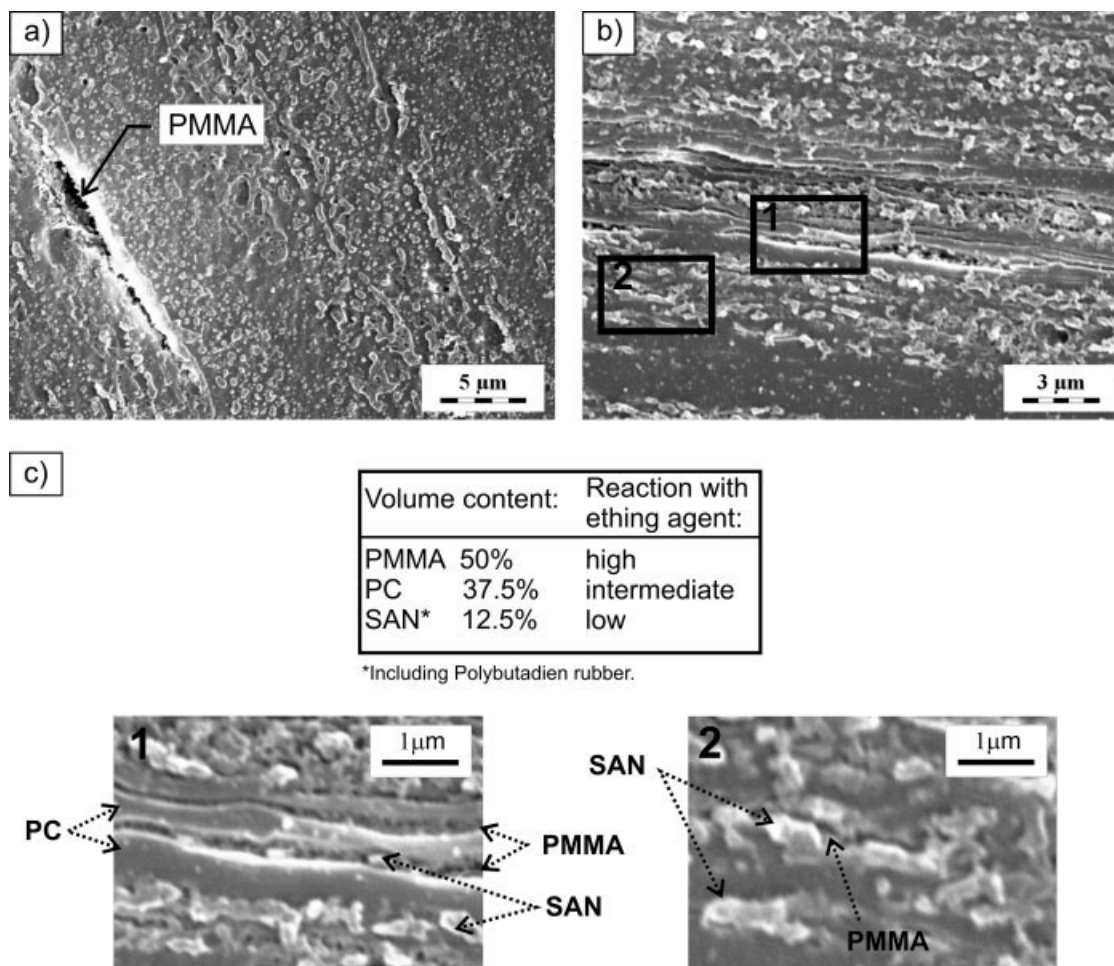 a)
PMMA
5 µm
b)
1
2
3 µm
c)
Volume content: Reaction with
ething agent:
PMMA 50% high
PC 37.5% intermediate
SAN* 12.5% low
*Including Polybutadien rubber.
1
1µm
PC
PMMA
SAN
2
1µm
SAN
PMMA